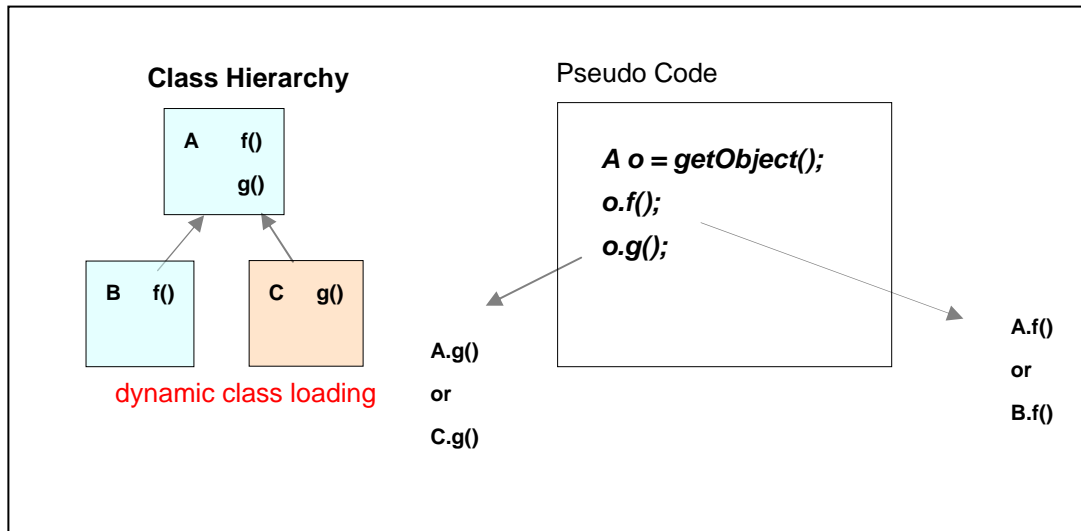 Class Hierarchy
A f()
g()
B f()
C g()
dynamic class loading
Pseudo Code
A o = getObject();
o.f();
o.g();
A.g()
or
C.g()
A.f()
or
B.f()